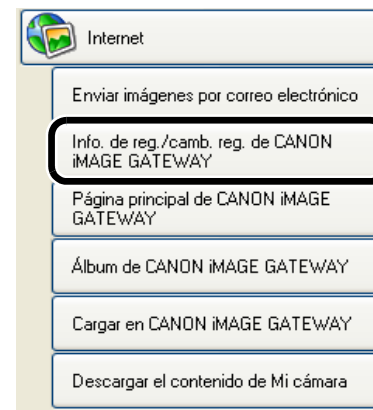 Internet
Enviar imágenes por correo electrónico
Info. de reg./camb. reg. de CANON
iMAGE GATEWAY
Página principal de CANON iMAGE
GATEWAY
Álbum de CANON iMAGE GATEWAY
Cargar en CANON iMAGE GATEWAY
Descargar el contenido de Mi cámara